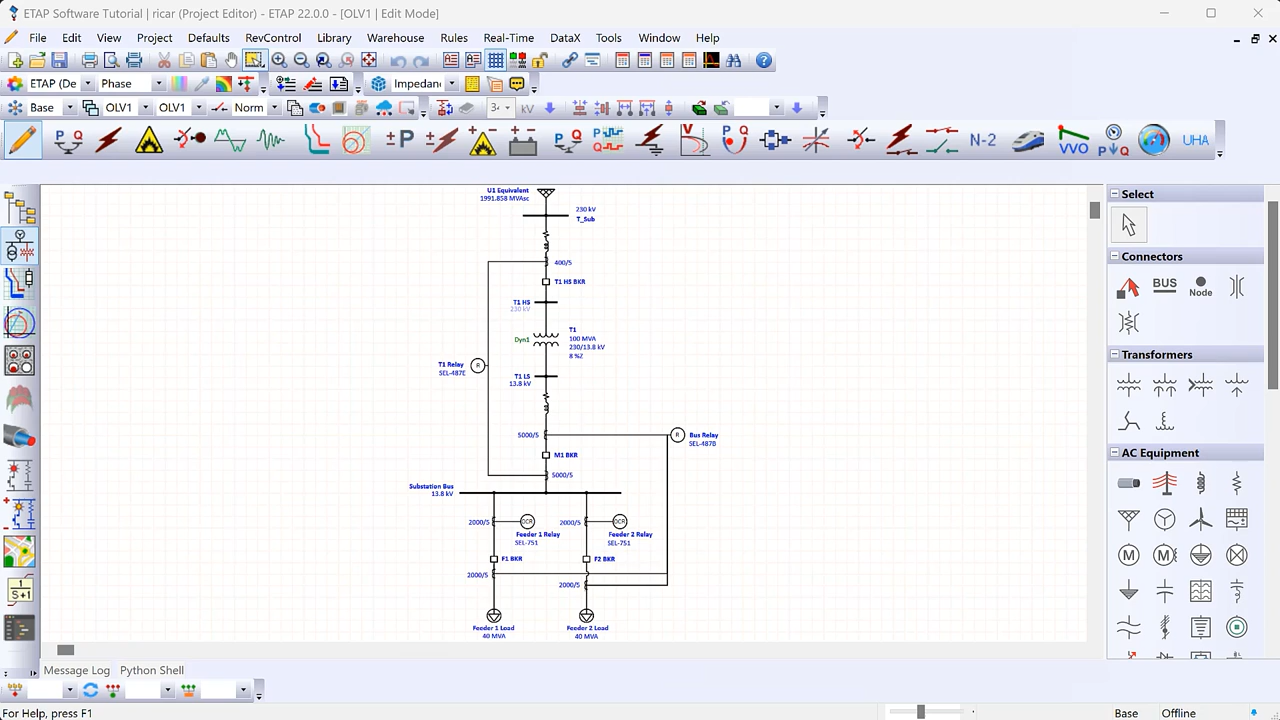 ETAP Software Tutorial | ricar (Project Editor) - ETAP 22.0.0 - [OLV1 | Edit Mode]
File Edit View Project Defaults RevControl Library Warehouse Rules Real-Time DataX Tools Window Help
ETAP (De Phase Impedanc
Base OLV1 OLV1 Norm kV
N-2 VVO UHA
Select
Connectors
BUS Node
Transformers
AC Equipment
U1 Equivalent
1991.858 MVAsc
230 kV
T_Sub
400/5
T1 HS BKR
T1 HS
230 kV
Dyn1
T1
100 MVA
230/13.8 kV
8 %Z
T1 Relay
SEL-487E
R
T1 LS
13.8 kV
5000/5
R
Bus Relay
SEL-487B
M1 BKR
5000/5
Substation Bus
13.8 kV
2000/5
OCR
Feeder 1 Relay
SEL-751
2000/5
OCR
Feeder 2 Relay
SEL-751
F1 BKR
F2 BKR
2000/5
2000/5
Feeder 1 Load
40 MVA
Feeder 2 Load
40 MVA
Message Log Python Shell
For Help, press F1
Base Offline